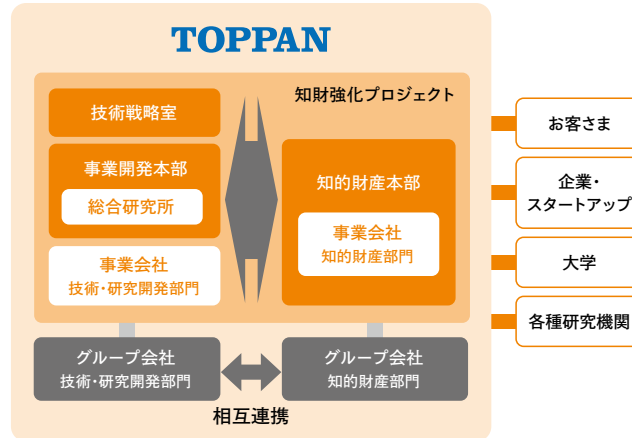 TOPPAN
知財強化プロジェクト
技術戦略室
事業開発本部
総合研究所
事業会社
技術・研究開発部門
知的財産本部
事業会社
知的財産部門
グループ会社
技術・研究開発部門
グループ会社
知的財産部門
相互連携
お客さま
企業・
スタートアップ
大学
各種研究機関